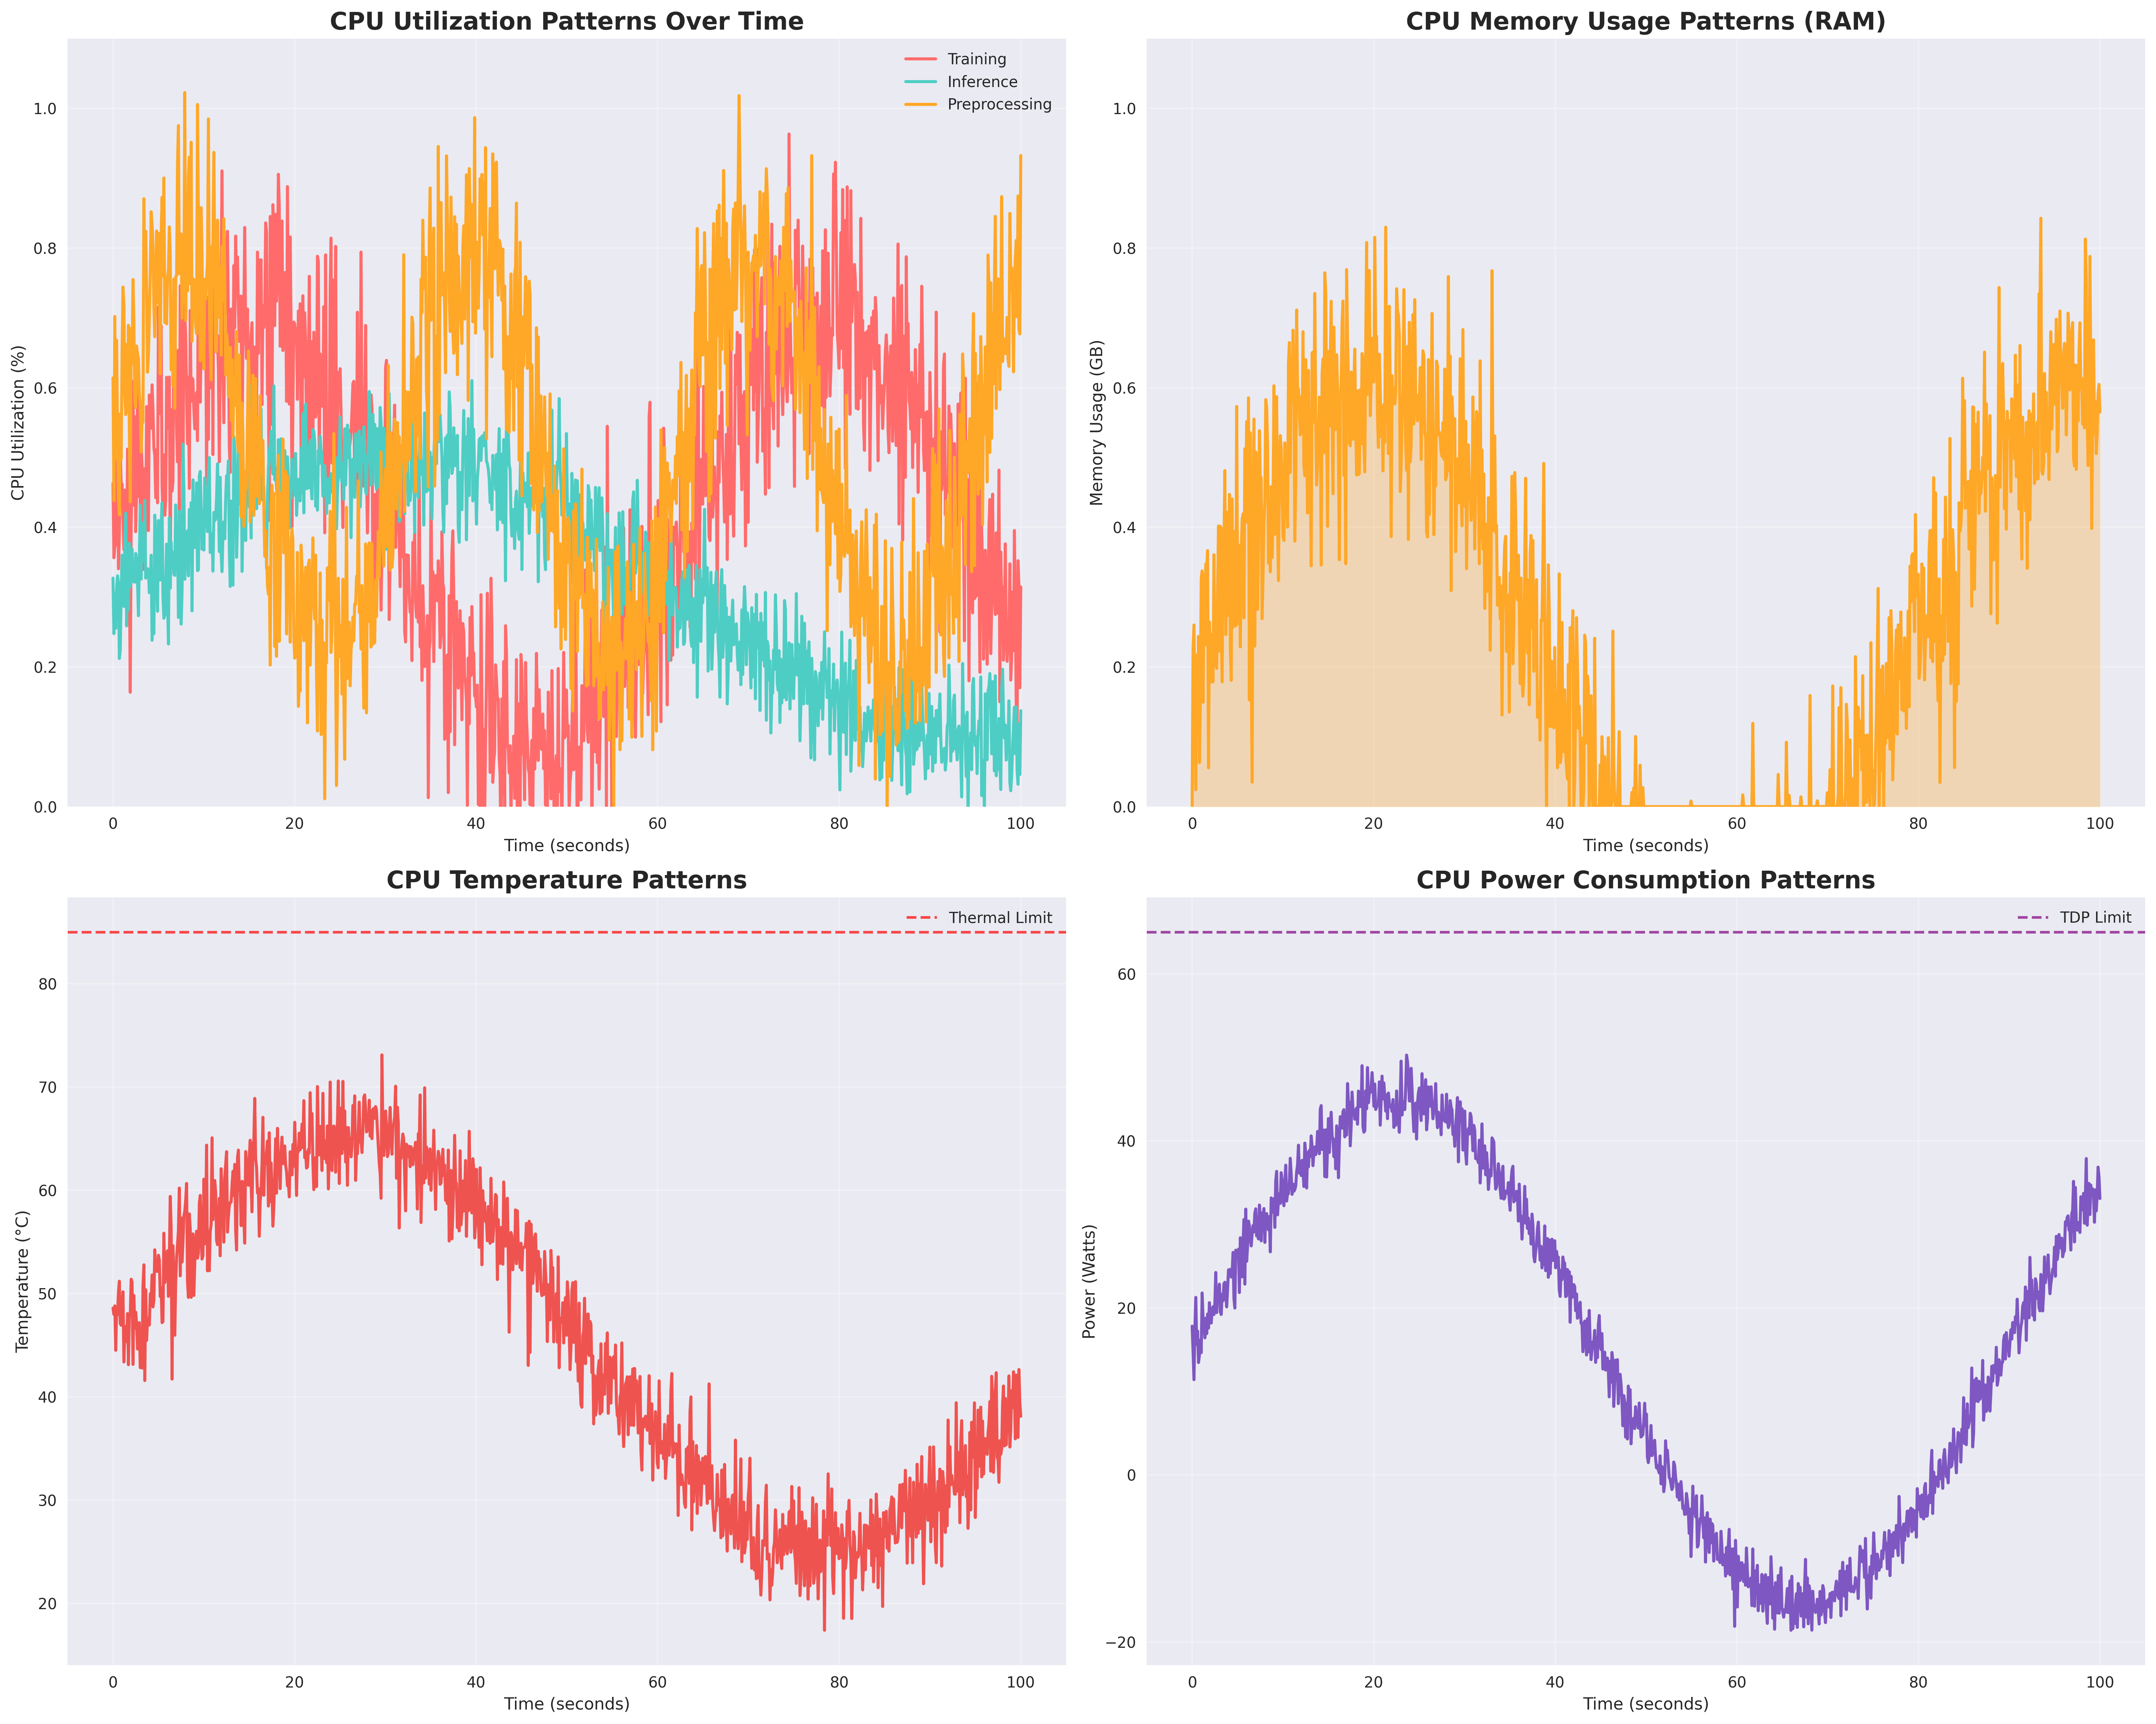 CPU Utilization Patterns Over Time
CPU Utilization (%)
1.0
0.8
0.6
0.4
0.2
0.0
0 20 40 60 80 100
Time (seconds)
Training
Inference
Preprocessing
CPU Memory Usage Patterns (RAM)
Memory Usage (GB)
1.0
0.8
0.6
0.4
0.2
0.0
0 20 40 60 80 100
Time (seconds)
CPU Temperature Patterns
Temperature (°C)
80
70
60
50
40
30
20
0 20 40 60 80 100
Time (seconds)
Thermal Limit
CPU Power Consumption Patterns
Power (Watts)
60
40
20
0
−20
0 20 40 60 80 100
Time (seconds)
TDP Limit